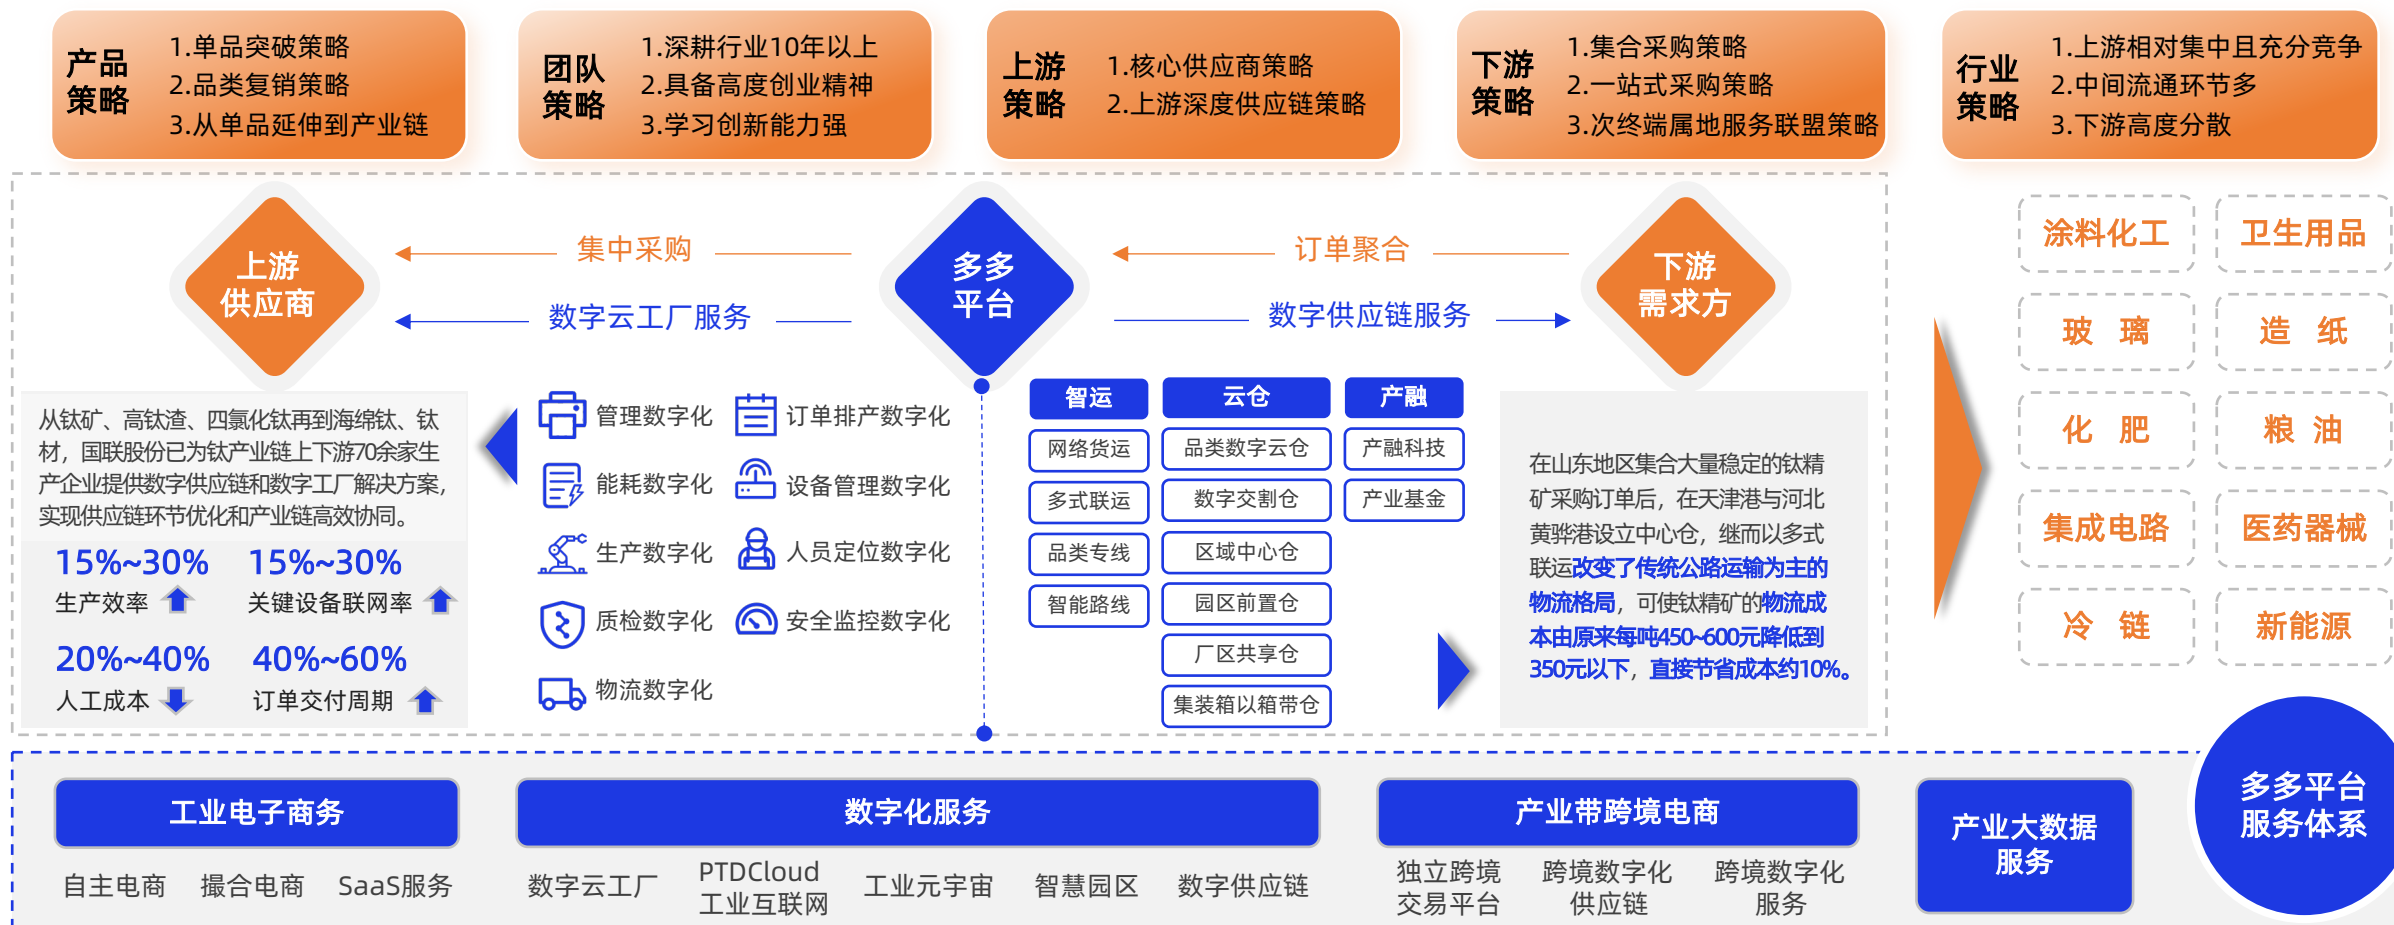 产品
策略
1.单品突破策略
2.品类复销策略
3.从单品延伸到产业链
团队
策略
1.深耕行业10年以上
2.具备高度创业精神
3.学习创新能力强
上游
策略
1.核心供应商策略
2.上游深度供应链策略
下游
策略
1.集合采购策略
2.一站式采购策略
3.次终端属地服务联盟策略
行业
策略
1.上游相对集中且充分竞争
2.中间流通环节多
3.下游高度分散
上游
供应商
集中采购
数字云工厂服务
多多
平台
订单聚合
数字供应链服务
下游
需求方
从钛矿、高钛渣、四氯化钛再到海绵钛、钛
材，国联股份已为钛产业链上下游70余家生
产企业提供数字供应链和数字工厂解决方案，
实现供应链环节优化和产业链高效协同。
15%~30%
生产效率
15%~30%
关键设备联网率
20%~40%
人工成本
40%~60%
订单交付周期
管理数字化
订单排产数字化
能耗数字化
设备管理数字化
生产数字化
人员定位数字化
质检数字化
安全监控数字化
物流数字化
智运
网络货运
多式联运
品类专线
智能路线
云仓
品类数字云仓
数字交割仓
区域中心仓
园区前置仓
厂区共享仓
集装箱以箱带仓
产融
产融科技
产业基金
在山东地区集合大量稳定的钛精
矿采购订单后，在天津港与河北
黄骅港设立中心仓，继而以多式
联运改变了传统公路运输为主的
物流格局，可使钛精矿的物流成
本由原来每吨450~600元降低到
350元以下，直接节省成本约10%。
涂料化工
卫生用品
玻 璃
造 纸
化 肥
粮 油
集成电路
医药器械
冷 链
新能源
工业电子商务
自主电商
撮合电商
SaaS服务
数字化服务
数字云工厂
PTDCloud
工业互联网
工业元宇宙
智慧园区
数字供应链
产业带跨境电商
独立跨境
交易平台
跨境数字化
供应链
跨境数字化
服务
产业大数据
服务
多多平台
服务体系